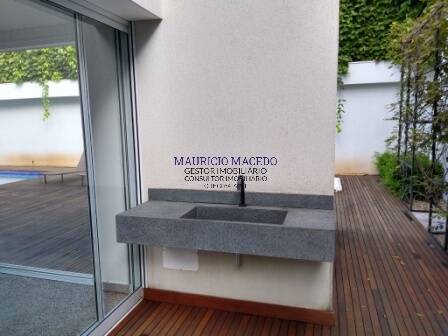 MAURICIO MACEDO
GESTOR IMOBILIÁRIO
CONSULTOR IMOBILIÁRIO